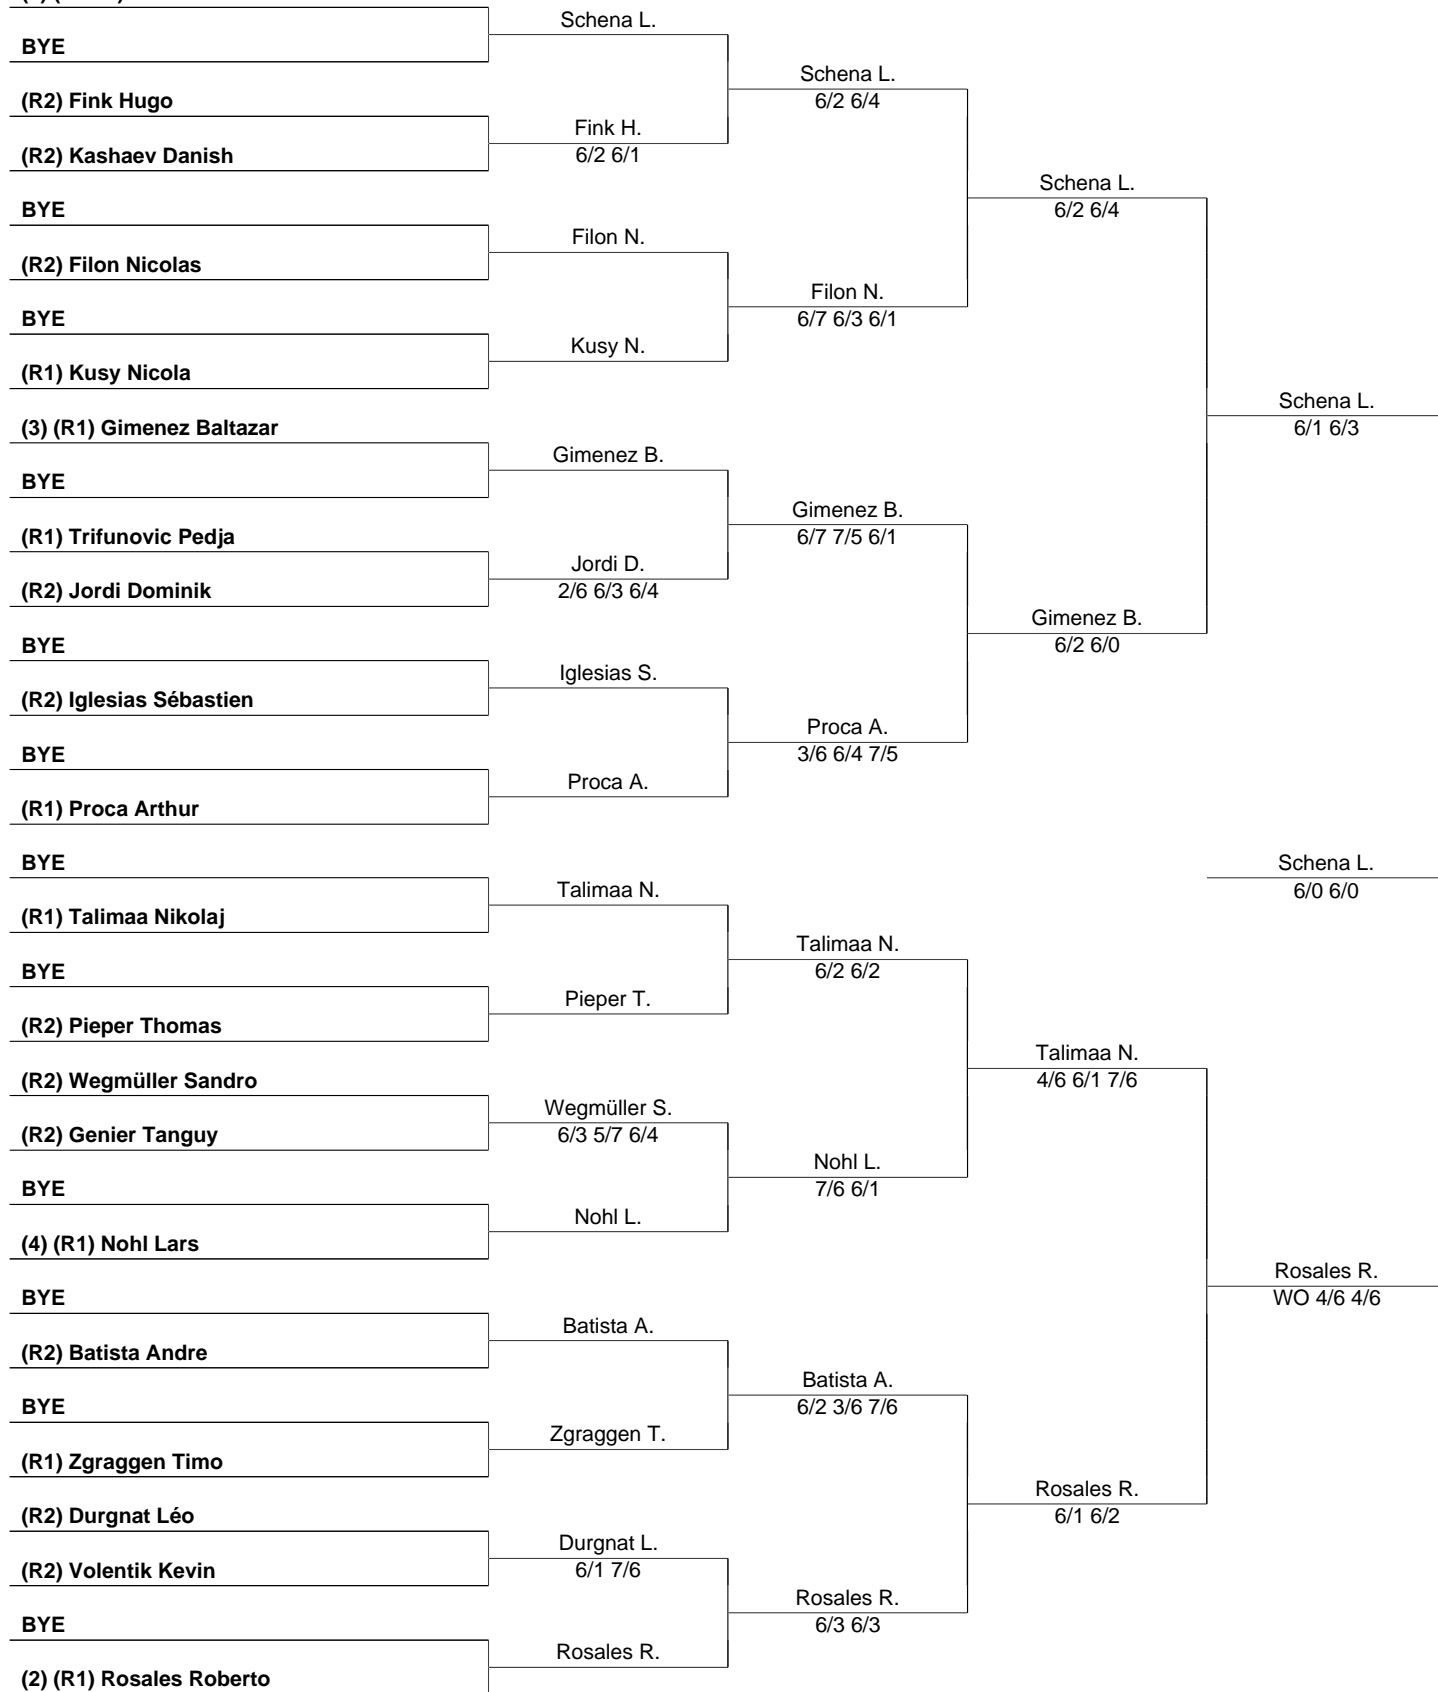 BYE
(R2) Fink Hugo
(R2) Kashaev Danish
BYE
(R2) Filon Nicolas
BYE
(R1) Kusy Nicola
(3) (R1) Gimenez Baltazar
BYE
(R1) Trifunovic Pedja
(R2) Jordi Dominik
BYE
(R2) Iglesias Sébastien
BYE
(R1) Proca Arthur
BYE
(R1) Talimaa Nikolaj
BYE
(R2) Pieper Thomas
(R2) Wegmüller Sandro
(R2) Genier Tanguy
BYE
(4) (R1) Nohl Lars
BYE
(R2) Batista Andre
BYE
(R1) Zgraggen Timo
(R2) Durgnat Léo
(R2) Volentik Kevin
BYE
(2) (R1) Rosales Roberto
Schena L.
Fink H.
6/2 6/1
Filon N.
Kusy N.
Gimenez B.
Jordi D.
2/6 6/3 6/4
Iglesias S.
Proca A.
Talimaa N.
Pieper T.
Wegmüller S.
6/3 5/7 6/4
Nohl L.
Batista A.
Zgraggen T.
Durgnat L.
6/1 7/6
Rosales R.
Schena L.
6/2 6/4
Filon N.
6/7 6/3 6/1
Gimenez B.
6/7 7/5 6/1
Proca A.
3/6 6/4 7/5
Talimaa N.
6/2 6/2
Nohl L.
7/6 6/1
Batista A.
6/2 3/6 7/6
Rosales R.
6/3 6/3
Schena L.
6/2 6/4
Gimenez B.
6/2 6/0
Talimaa N.
4/6 6/1 7/6
Rosales R.
6/1 6/2
Schena L.
6/1 6/3
Schena L.
6/0 6/0
Rosales R.
WO 4/6 4/6